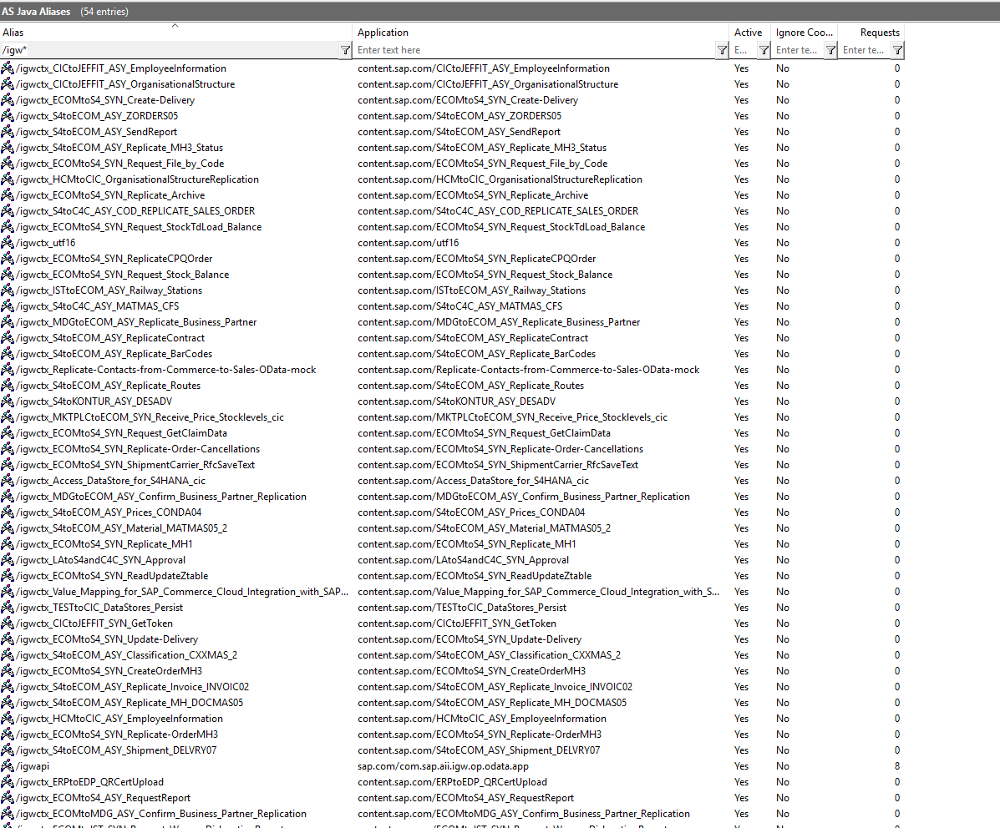 AS Java Aliases (54 entries)
Alias Application Active Ignore Coo... Requests
/igw* Enter text here E... Enter te... Enter te...
/igwctx_CICtoJEFFIT_ASY_EmployeeInformation content.sap.com/CICtoJEFFIT_ASY_EmployeeInformation Yes No 0
/igwctx_CICtoJEFFIT_ASY_OrganisationalStructure content.sap.com/CICtoJEFFIT_ASY_OrganisationalStructure Yes No 0
/igwctx_ECOMtoS4_SYN_Create-Delivery content.sap.com/ECOMtoS4_SYN_Create-Delivery Yes No 0
/igwctx_S4toECOM_ASY_ZORDERS05 content.sap.com/S4toECOM_ASY_ZORDERS05 Yes No 0
/igwctx_S4toECOM_ASY_SendReport content.sap.com/S4toECOM_ASY_SendReport Yes No 0
/igwctx_S4toECOM_ASY_Replicate_MH3_Status content.sap.com/S4toECOM_ASY_Replicate_MH3_Status Yes No 0
/igwctx_ECOMtoS4_SYN_Request_File_by_Code content.sap.com/ECOMtoS4_SYN_Request_File_by_Code Yes No 0
/igwctx_HCMtoCIC_OrganisationalStructureReplication content.sap.com/HCMtoCIC_OrganisationalStructureReplication Yes No 0
/igwctx_ECOMtoS4_SYN_Replicate_Archive content.sap.com/ECOMtoS4_SYN_Replicate_Archive Yes No 0
/igwctx_S4toC4C_ASY_COD_REPLICATE_SALES_ORDER content.sap.com/S4toC4C_ASY_COD_REPLICATE_SALES_ORDER Yes No 0
/igwctx_ECOMtoS4_SYN_Request_StockTdLoad_Balance content.sap.com/ECOMtoS4_SYN_Request_StockTdLoad_Balance Yes No 0
/igwctx_utf16 content.sap.com/utf16 Yes No 0
/igwctx_ECOMtoS4_SYN_ReplicateCPQOrder content.sap.com/ECOMtoS4_SYN_ReplicateCPQOrder Yes No 0
/igwctx_ECOMtoS4_SYN_Request_Stock_Balance content.sap.com/ECOMtoS4_SYN_Request_Stock_Balance Yes No 0
/igwctx_ISTtoECOM_ASY_Railway_Stations content.sap.com/ISTtoECOM_ASY_Railway_Stations Yes No 0
/igwctx_S4toC4C_ASY_MATMAS_CFS content.sap.com/S4toC4C_ASY_MATMAS_CFS Yes No 0
/igwctx_MDGtoECOM_ASY_Replicate_Business_Partner content.sap.com/MDGtoECOM_ASY_Replicate_Business_Partner Yes No 0
/igwctx_S4toECOM_ASY_ReplicateContract content.sap.com/S4toECOM_ASY_ReplicateContract Yes No 0
/igwctx_S4toECOM_ASY_Replicate_BarCodes content.sap.com/S4toECOM_ASY_Replicate_BarCodes Yes No 0
/igwctx_Replicate-Contacts-from-Commerce-to-Sales-OData-mock content.sap.com/Replicate-Contacts-from-Commerce-to-Sales-OData-mock Yes No 0
/igwctx_S4toECOM_ASY_Replicate_Routes content.sap.com/S4toECOM_ASY_Replicate_Routes Yes No 0
/igwctx_S4toKONTUR_ASY_DESADV content.sap.com/S4toKONTUR_ASY_DESADV Yes No 0
/igwctx_MKTPLCtoECOM_SYN_Receive_Price_Stocklevels_cic content.sap.com/MKTPLCtoECOM_SYN_Receive_Price_Stocklevels_cic Yes No 0
/igwctx_ECOMtoS4_SYN_Request_GetClaimData content.sap.com/ECOMtoS4_SYN_Request_GetClaimData Yes No 0
/igwctx_ECOMtoS4_SYN_Replicate-Order-Cancellations content.sap.com/ECOMtoS4_SYN_Replicate-Order-Cancellations Yes No 0
/igwctx_ECOMtoS4_SYN_ShipmentCarrier_RfcSaveText content.sap.com/ECOMtoS4_SYN_ShipmentCarrier_RfcSaveText Yes No 0
/igwctx_Access_DataStore_for_S4HANA_cic content.sap.com/Access_DataStore_for_S4HANA_cic Yes No 0
/igwctx_MDGtoECOM_ASY_Confirm_Business_Partner_Replication content.sap.com/MDGtoECOM_ASY_Confirm_Business_Partner_Replication Yes No 0
/igwctx_S4toECOM_ASY_Prices_CONDA04 content.sap.com/S4toECOM_ASY_Prices_CONDA04 Yes No 0
/igwctx_S4toECOM_ASY_Material_MATMAS05_2 content.sap.com/S4toECOM_ASY_Material_MATMAS05_2 Yes No 0
/igwctx_ECOMtoS4_SYN_Replicate_MH1 content.sap.com/ECOMtoS4_SYN_Replicate_MH1 Yes No 0
/igwctx_LAtoS4andC4C_SYN_Approval content.sap.com/LAtoS4andC4C_SYN_Approval Yes No 0
/igwctx_ECOMtoS4_SYN_ReadUpdateZtable content.sap.com/ECOMtoS4_SYN_ReadUpdateZtable Yes No 0
/igwctx_Value_Mapping_for_SAP_Commerce_Cloud_Integration_with_SAP... content.sap.com/Value_Mapping_for_SAP_Commerce_Cloud_Integration_with_S... Yes No 0
/igwctx_TESTtoCIC_DataStores_Persist content.sap.com/TESTtoCIC_DataStores_Persist Yes No 0
/igwctx_CICtoJEFFIT_SYN_GetToken content.sap.com/CICtoJEFFIT_SYN_GetToken Yes No 0
/igwctx_ECOMtoS4_SYN_Update-Delivery content.sap.com/ECOMtoS4_SYN_Update-Delivery Yes No 0
/igwctx_S4toECOM_ASY_Classification_CXXMAS_2 content.sap.com/S4toECOM_ASY_Classification_CXXMAS_2 Yes No 0
/igwctx_ECOMtoS4_SYN_CreateOrderMH3 content.sap.com/ECOMtoS4_SYN_CreateOrderMH3 Yes No 0
/igwctx_S4toECOM_ASY_Replicate_Invoice_INVOIC02 content.sap.com/S4toECOM_ASY_Replicate_Invoice_INVOIC02 Yes No 0
/igwctx_S4toECOM_ASY_Replicate_MH_DOCMAS05 content.sap.com/S4toECOM_ASY_Replicate_MH_DOCMAS05 Yes No 0
/igwctx_HCMtoCIC_ASY_EmployeeInformation content.sap.com/HCMtoCIC_ASY_EmployeeInformation Yes No 0
/igwctx_ECOMtoS4_SYN_Replicate-OrderMH3 content.sap.com/ECOMtoS4_SYN_Replicate-OrderMH3 Yes No 0
/igwctx_S4toECOM_ASY_Shipment_DELVRY07 content.sap.com/S4toECOM_ASY_Shipment_DELVRY07 Yes No 0
/igwapi sap.com/com.sap.aii.igw.op.odata.app Yes No 8
/igwctx_ERPtoEDP_QRCertUpload content.sap.com/ERPtoEDP_QRCertUpload Yes No 0
/igwctx_ECOMtoS4_ASY_RequestReport content.sap.com/ECOMtoS4_ASY_RequestReport Yes No 0
/igwctx_ECOMtoMDG_ASY_Confirm_Business_Partner_Replication content.sap.com/ECOMtoMDG_ASY_Confirm_Business_Partner_Replication Yes No 0